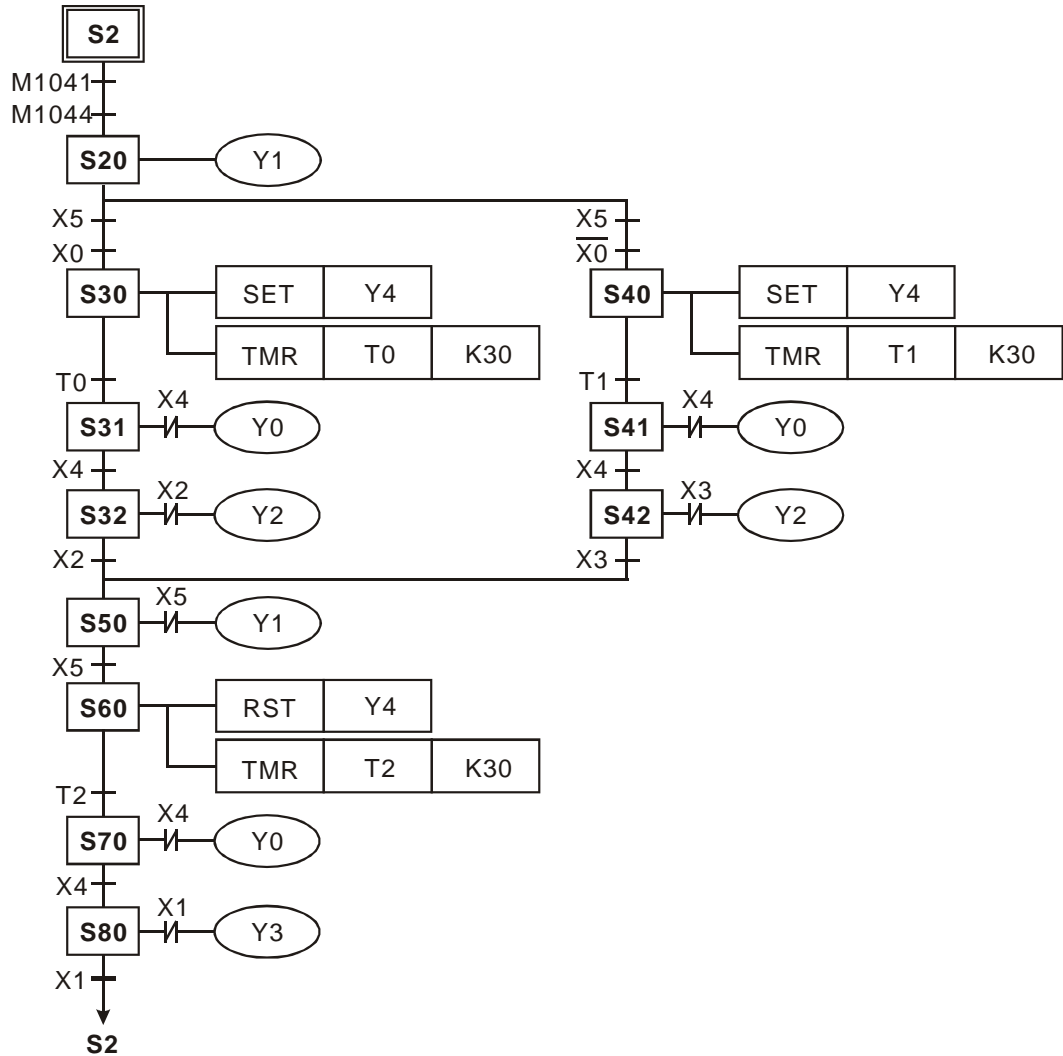 S2
M1041
M1044
S20 Y1
X5 X5
X0 X̅0̅
S30 SET Y4 S40 SET Y4
TMR T0 K30 TMR T1 K30
T0 T1
X4 X4
S31 Y0 S41 Y0
X4 X4
X2 X3
S32 Y2 S42 Y2
X2 X3
X5
S50 Y1
X5
S60 RST Y4
TMR T2 K30
T2
X4
S70 Y0
X4
X1
S80 Y3
X1
S2